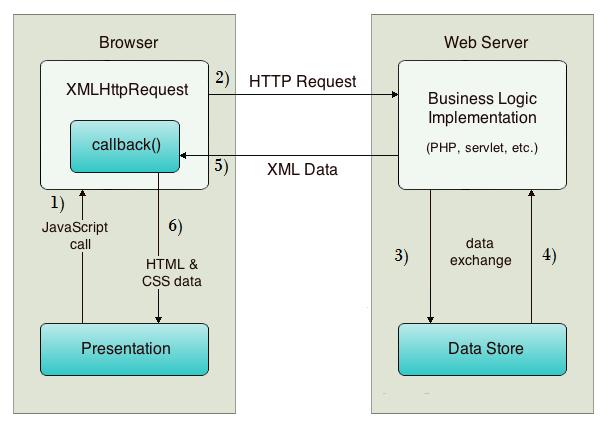 Browser
Web Server
XMLHttpRequest
2)
HTTP Request
Business Logic
Implementation
(PHP, servlet, etc.)
callback()
5)
XML Data
1)
JavaScript
call
6)
HTML &
CSS data
3)
data
exchange
4)
Presentation
Data Store